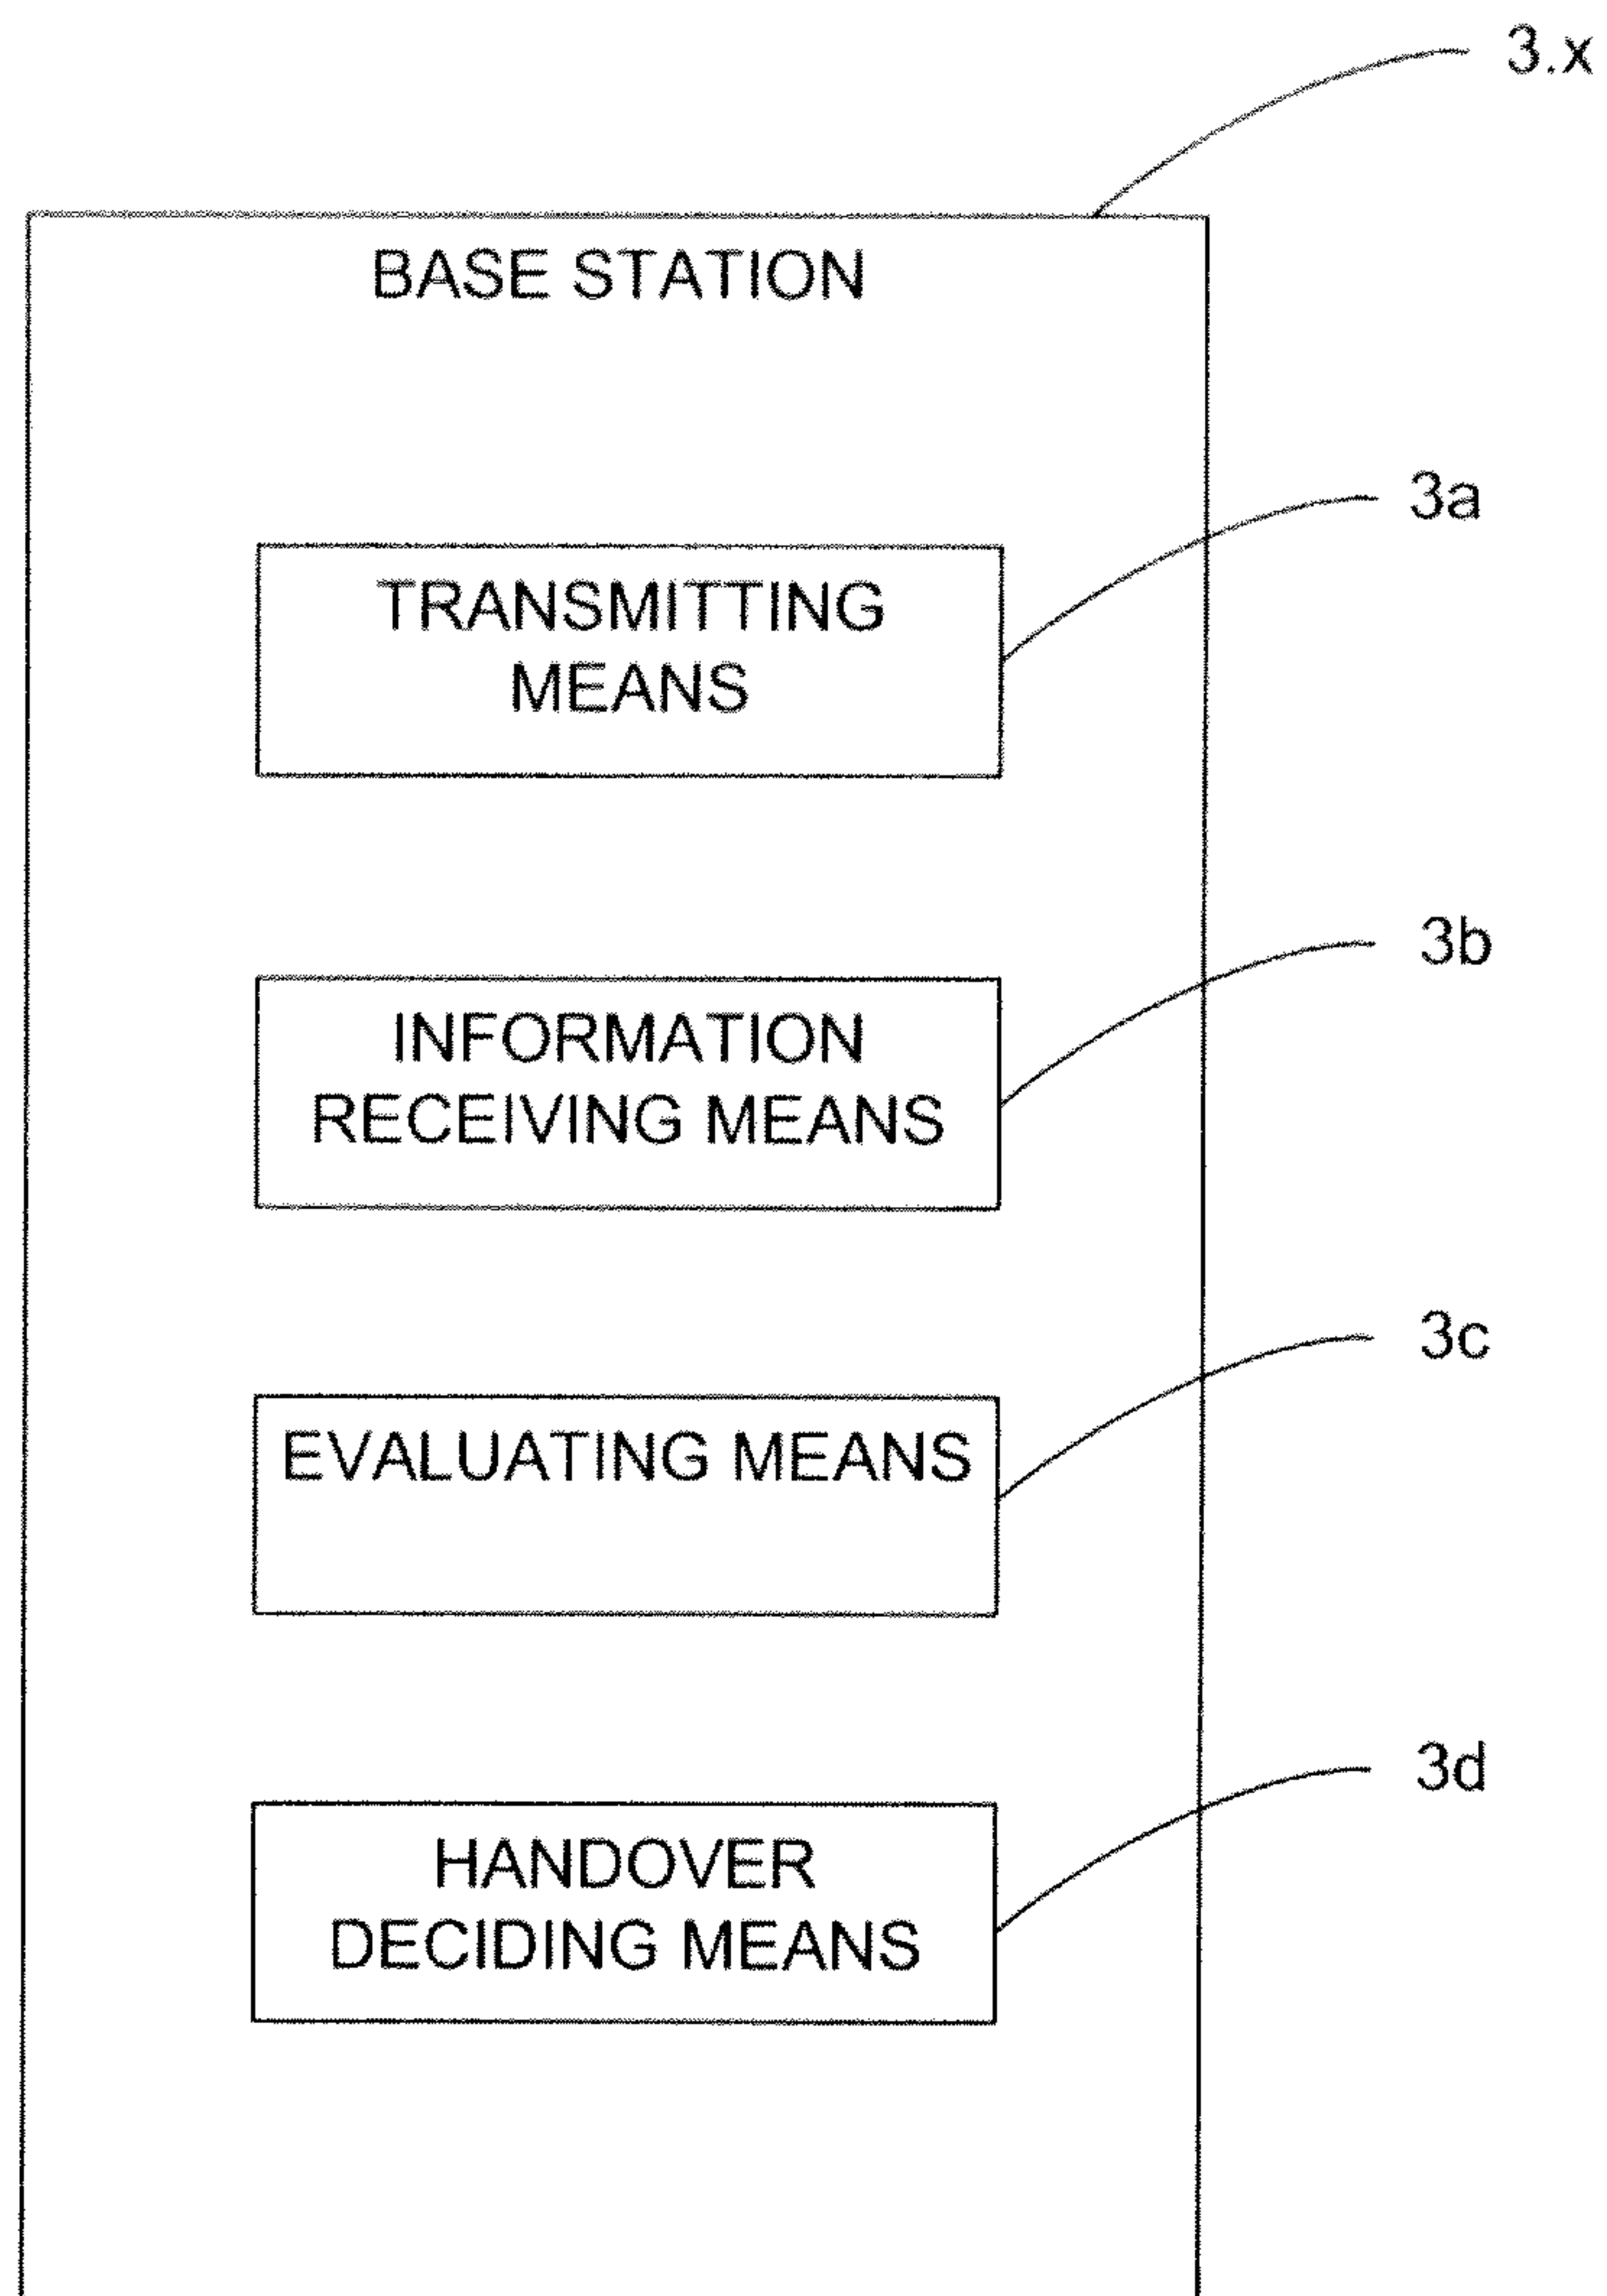 3.x
BASE STATION
3a
TRANSMITTING
MEANS
3b
INFORMATION
RECEIVING MEANS
3c
EVALUATING MEANS
3d
HANDOVER
DECIDING MEANS